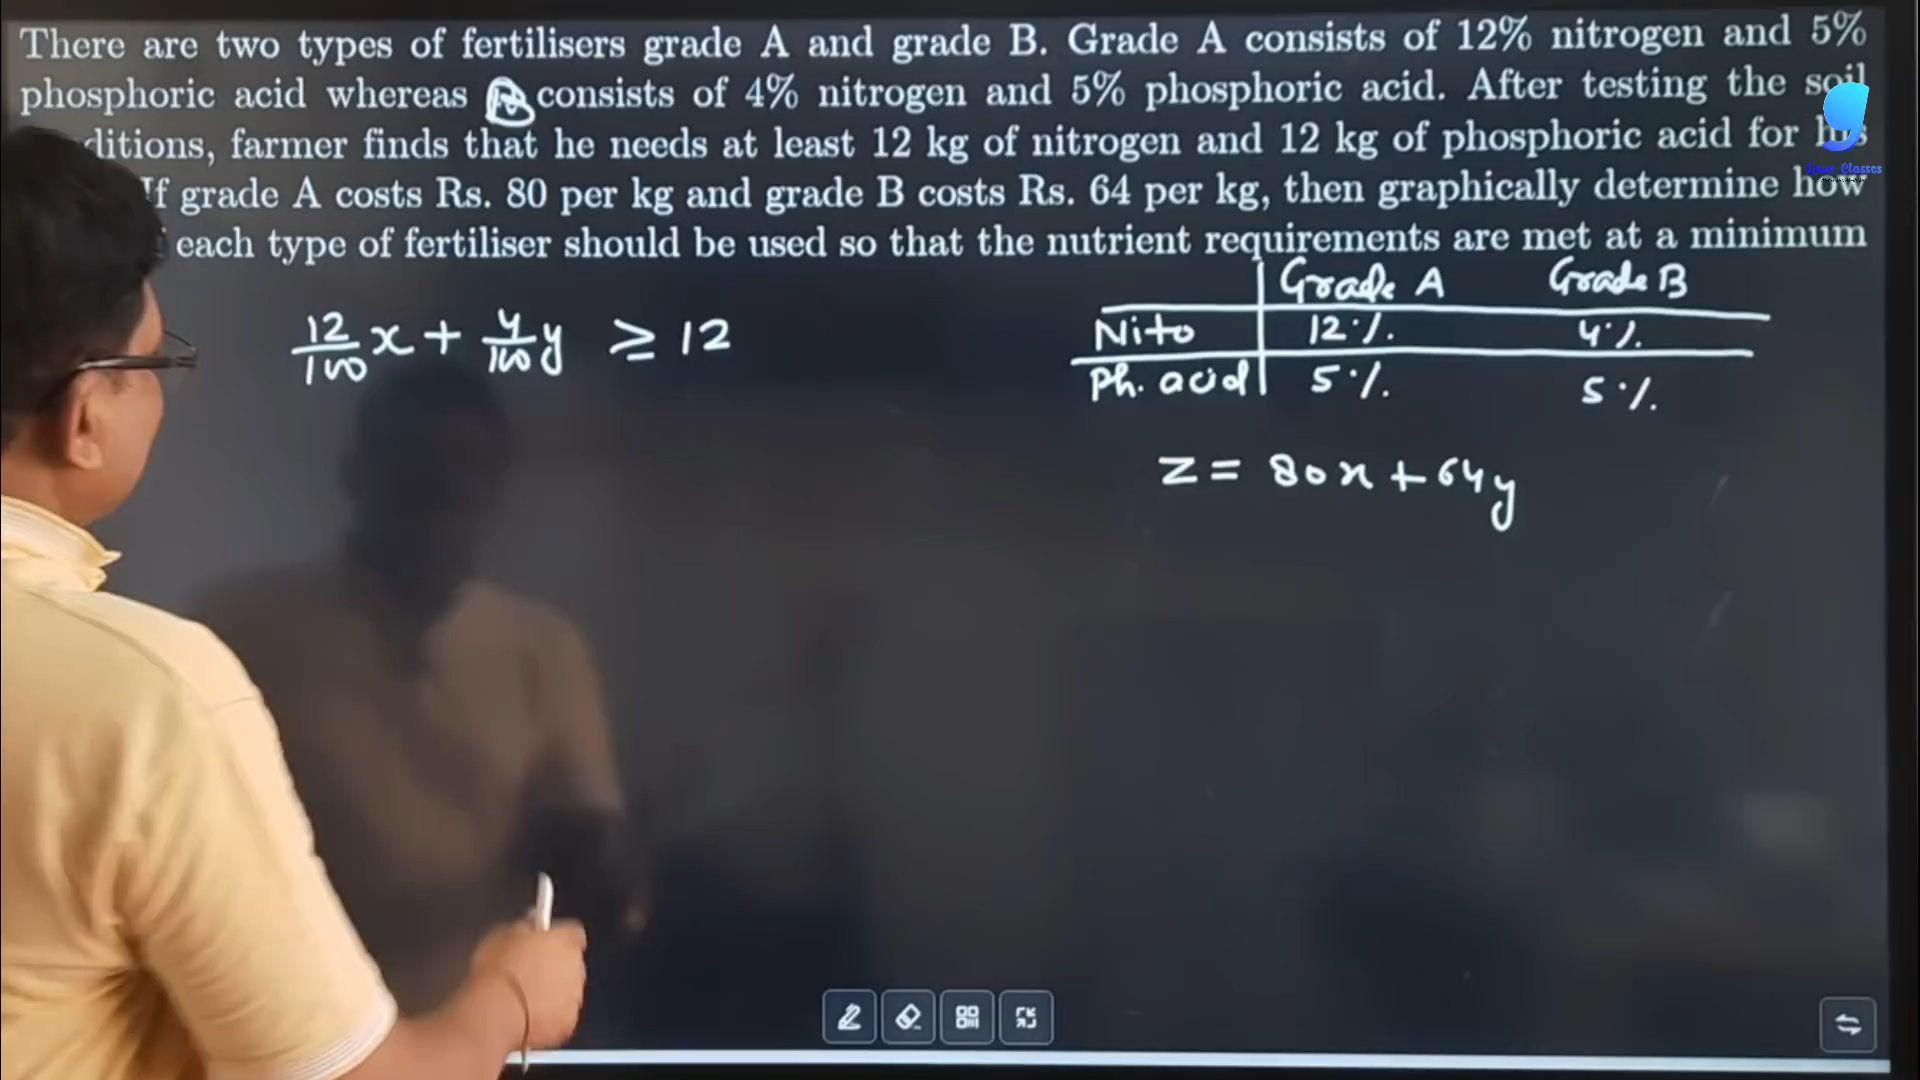 There are two types of fertilisers grade A and grade B. Grade A consists of 12% nitrogen and 5%
phosphoric acid whereas B consists of 4% nitrogen and 5% phosphoric acid. After testing the soil
ditions, farmer finds that he needs at least 12 kg of nitrogen and 12 kg of phosphoric acid for his
If grade A costs Rs. 80 per kg and grade B costs Rs. 64 per kg, then graphically determine how
each type of fertiliser should be used so that the nutrient requirements are met at a minimum
Grade A Grade B
Nito 12%. 4%.
Ph. acid 5%. 5%.
12/100 x + 4/100 y ≥ 12
z = 80x + 64y